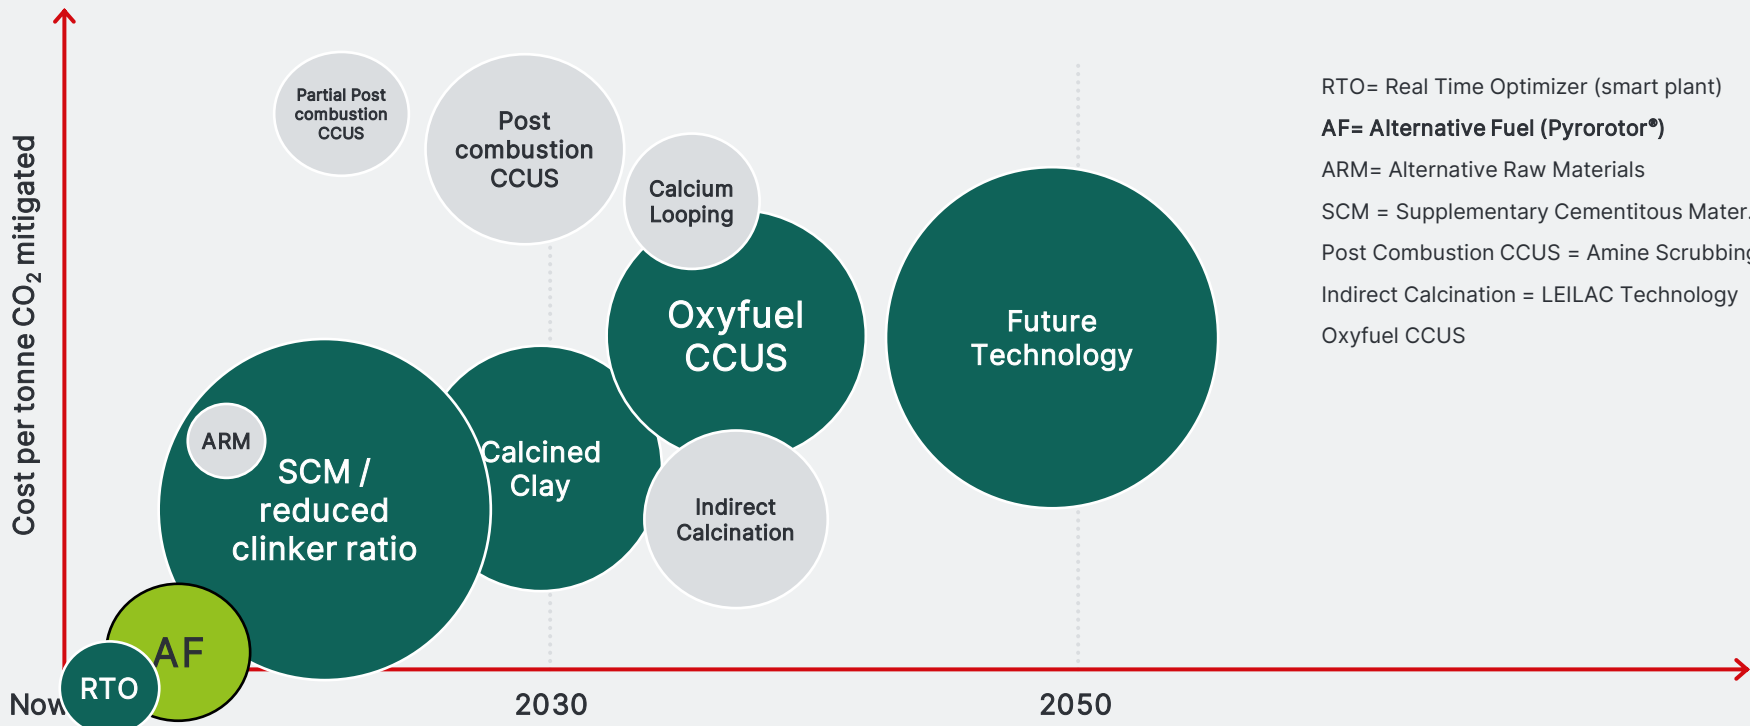 Cost per tonne CO₂ mitigated
Partial Post
combustion
CCUS
Post
combustion
CCUS
Calcium
Looping
Oxyfuel
CCUS
Future
Technology
ARM
SCM /
reduced
clinker ratio
Calcined
Clay
Indirect
Calcination
AF
RTO
Now
2030
2050
RTO= Real Time Optimizer (smart plant)
AF= Alternative Fuel (Pyrorotor®)
ARM= Alternative Raw Materials
SCM = Supplementary Cementitous Mater.
Post Combustion CCUS = Amine Scrubbing
Indirect Calcination = LEILAC Technology
Oxyfuel CCUS